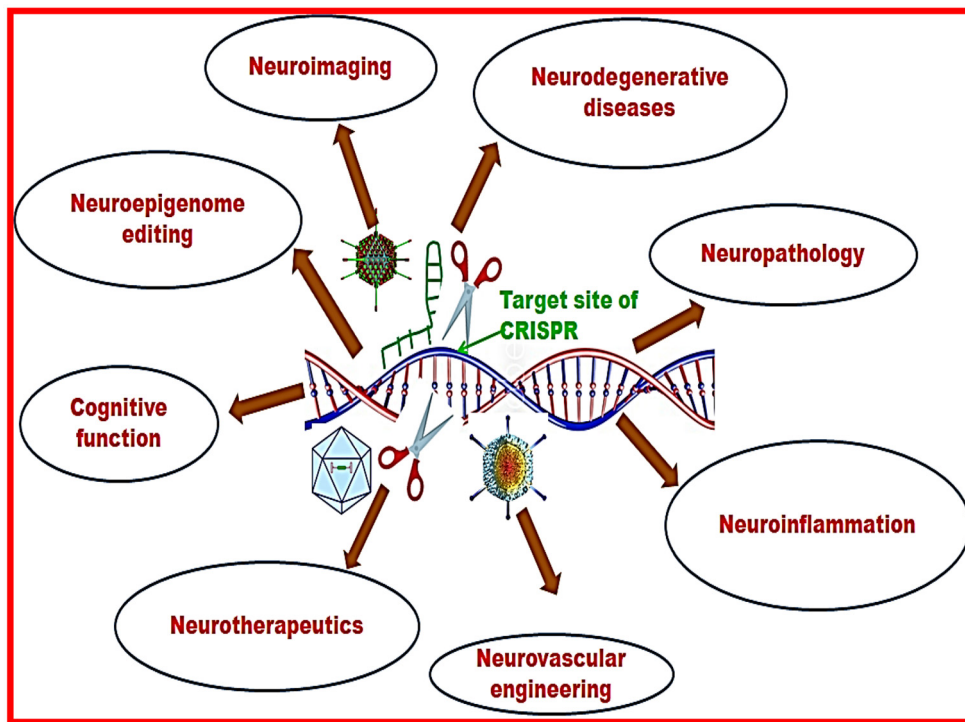 Neuroimaging
Neurodegenerative
diseases
Neuroepigenome
editing
Neuropathology
Target site of
CRISPR
Cognitive
function
Neuroinflammation
Neurotherapeutics
Neurovascular
engineering